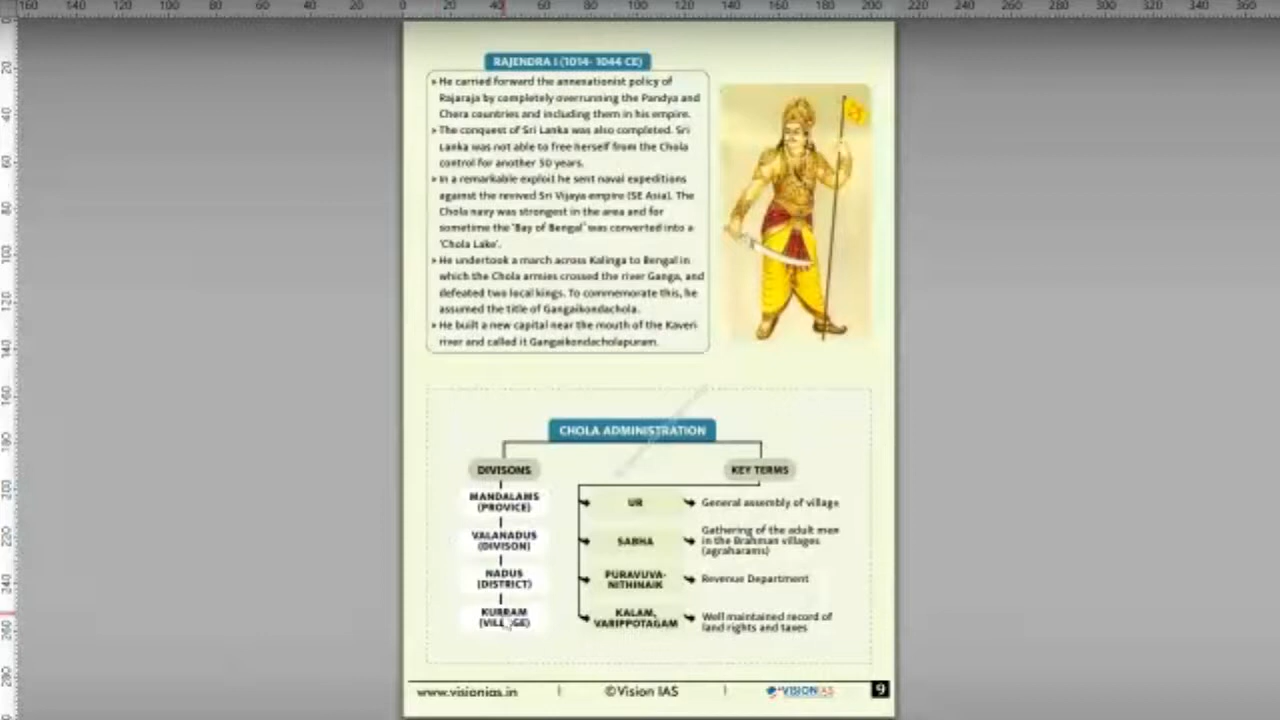 RAJENDRA I (1014- 1044 CE)
» He carried forward the annexationist policy of
Rajaraja by completely overrunning the Pandya and
Chera countries and including them in his empire.
» The conquest of Sri Lanka was also completed. Sri
Lanka was not able to free herself from the Chola
control for another 50 years.
» In a remarkable exploit he sent naval expeditions
against the revived Sri Vijaya empire (SE Asia). The
Chola navy was strongest in the area and for
sometime the 'Bay of Bengal' was converted into a
'Chola Lake'.
» He undertook a march across Kalinga to Bengal in
which the Chola armies crossed the river Ganga, and
defeated two local kings. To commemorate this, he
assumed the title of Gangaikondachola.
» He built a new capital near the mouth of the Kaveri
river and called it Gangaikondacholapuram.
CHOLA ADMINISTRATION
DIVISONS
MANDALAMS
(PROVICE)
VALANADUS
(DIVISON)
NADUS
(DISTRICT)
KURRAM
(VILLAGE)
KEY TERMS
UR
General assembly of village
SABHA
Gathering of the adult men
in the Brahman villages
(agraharams)
PURAVUVA-
NITHINAIK
Revenue Department
KALAM,
VARIPPOTAGAM
Well maintained record of
land rights and taxes
www.visionias.in
©Vision IAS
VISIONIAS
9